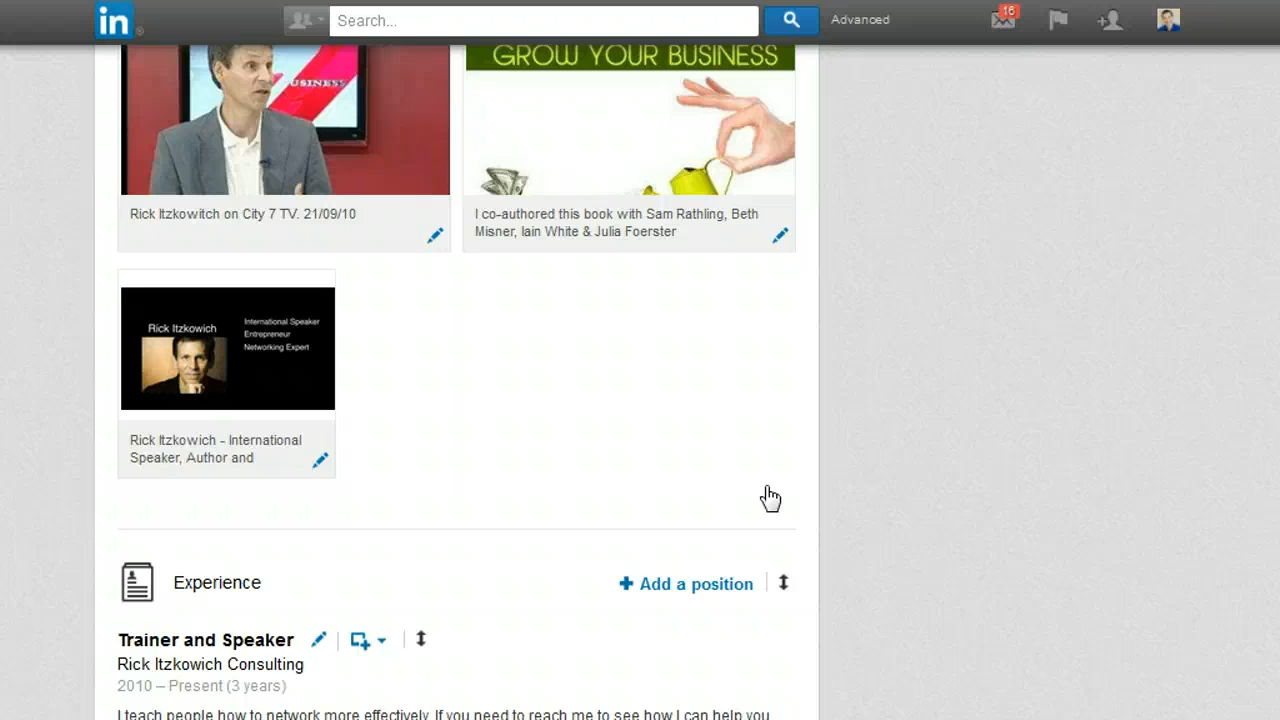 in
Search...
Advanced
16
USINESS
GROW YOUR BUSINESS
Rick Itzkowitch on City 7 TV. 21/09/10
I co-authored this book with Sam Rathling, Beth
Misner, Iain White & Julia Foerster
Rick Itzkowich
International Speaker
Entrepreneur
Networking Expert
Rick Itzkowich - International
Speaker, Author and
Experience
Add a position
Trainer and Speaker
Rick Itzkowich Consulting
2010 – Present (3 years)
I teach people how to network more effectively. If you need to reach me to see how I can help you